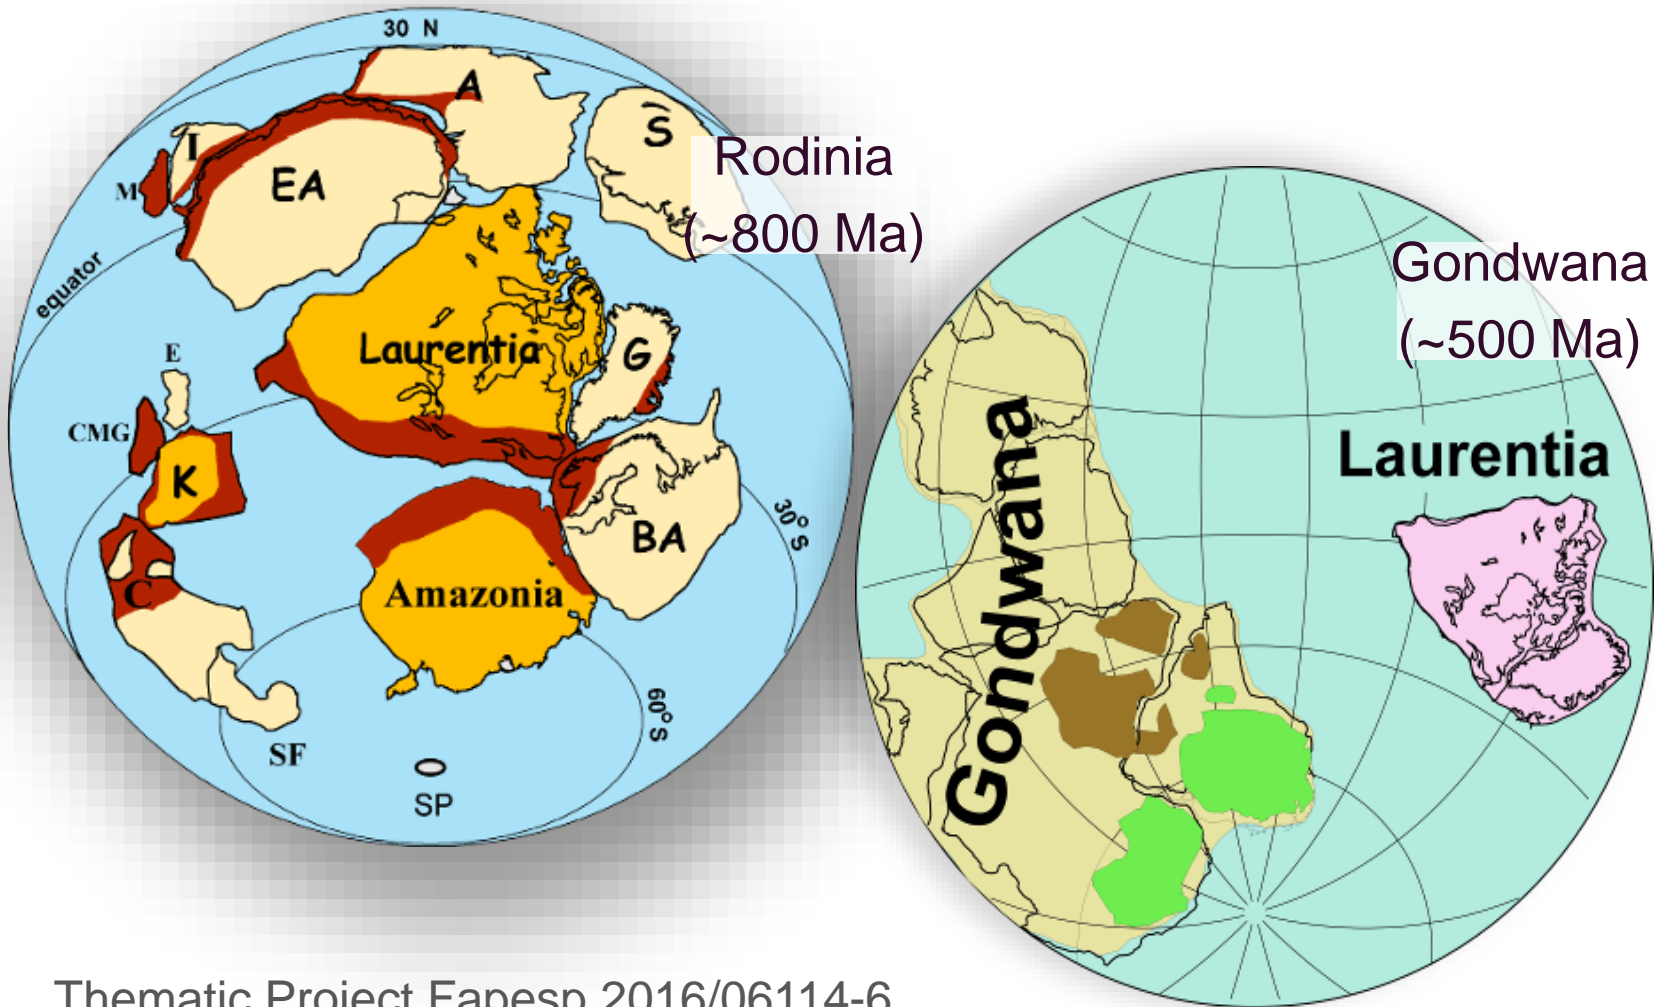 30 N
A
S
I
M
EA
Rodinia
(~800 Ma)
equator
Laurentia
G
E
CMG
K
BA
30° S
C
Amazonia
60° S
SF
SP
Gondwana
(~500 Ma)
Laurentia
Gondwana
Thematic Project Fapesp 2016/06114-6